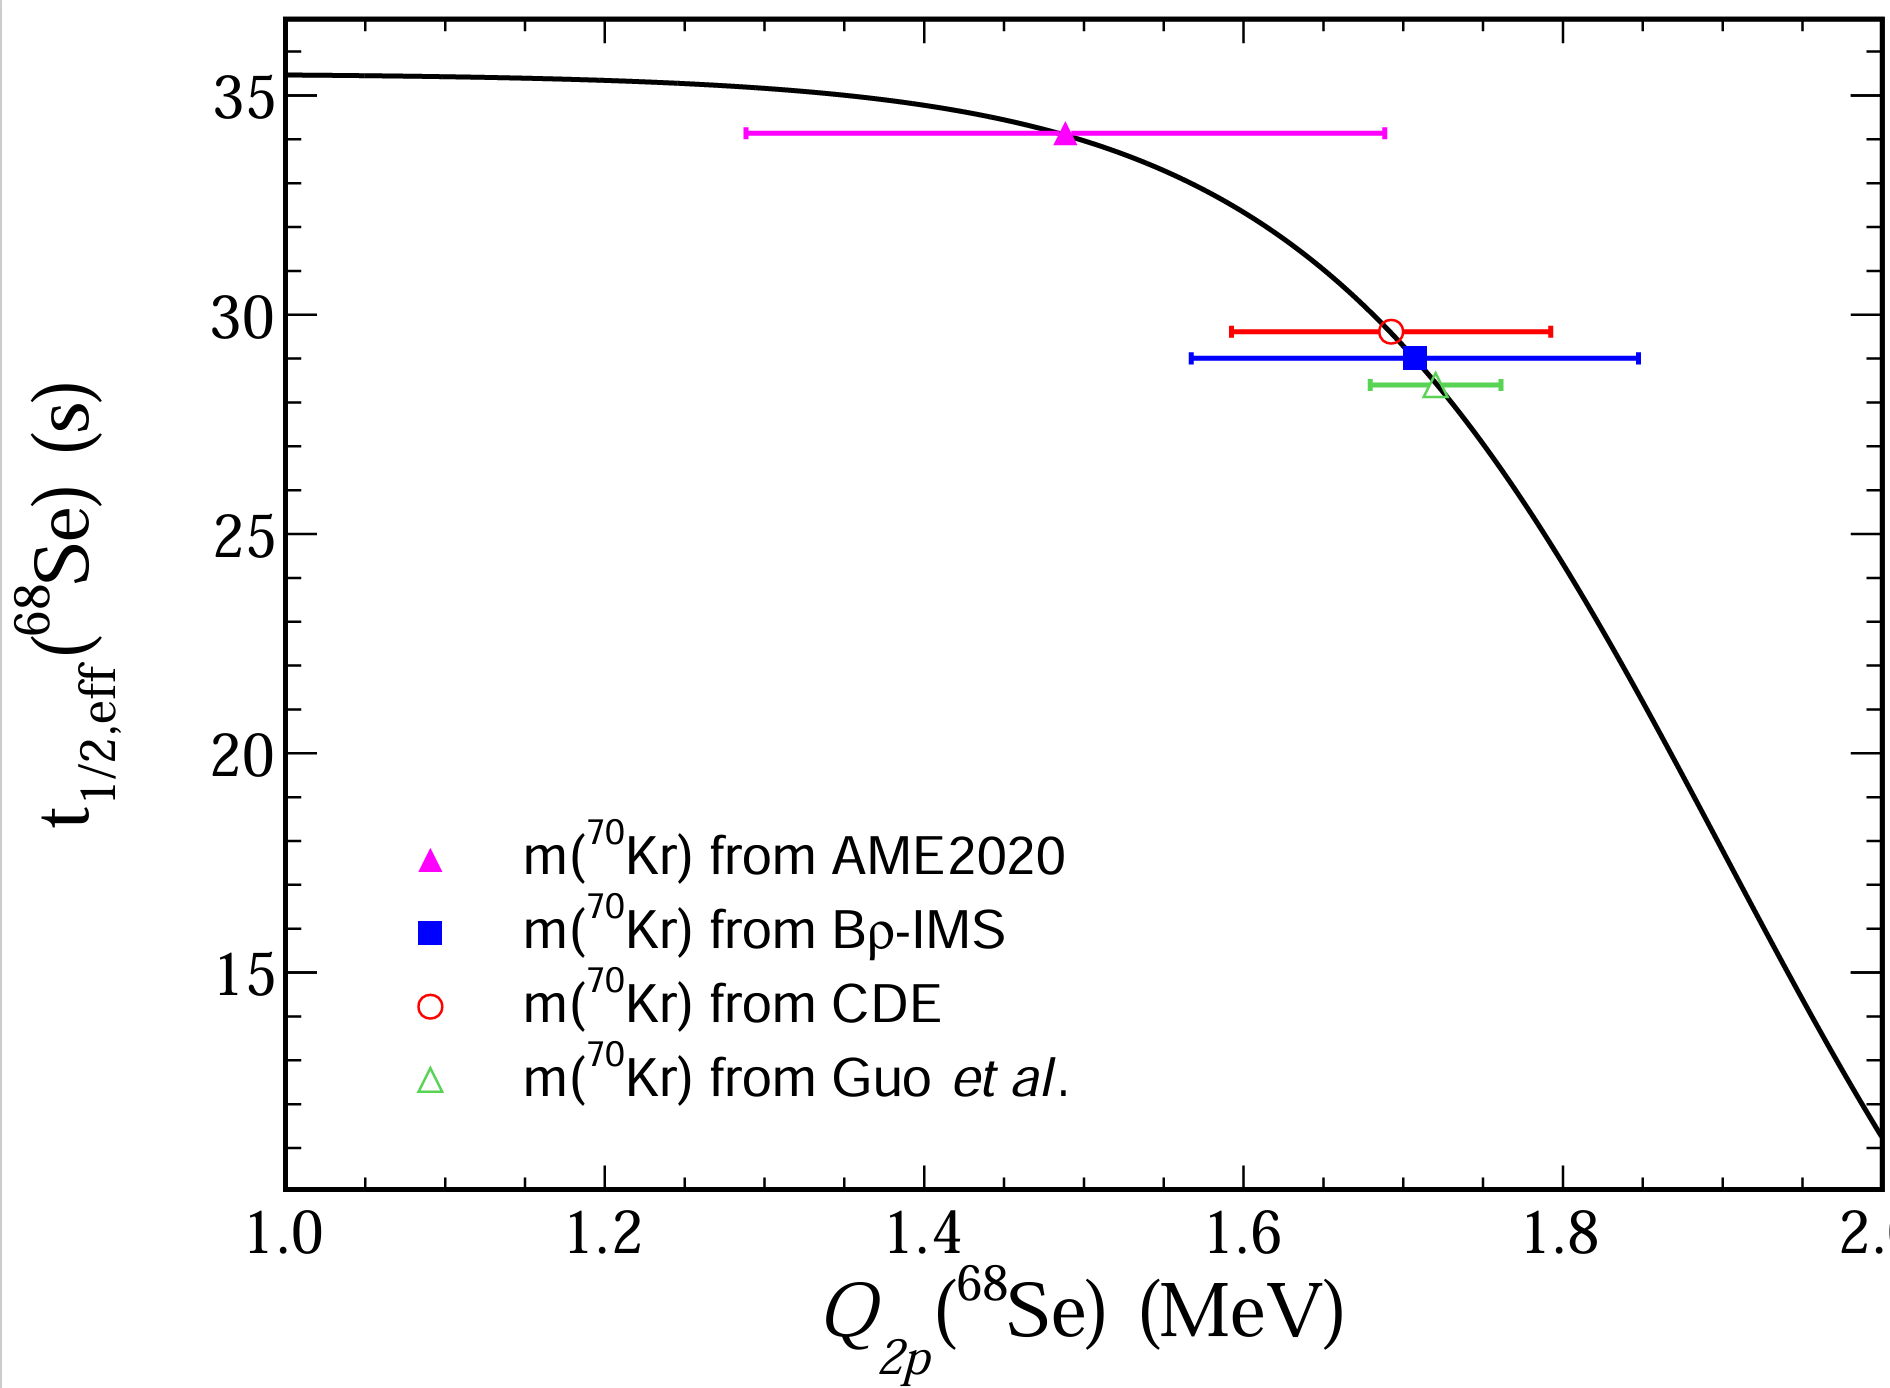 35
30
25
20
15
t1/2,eff(68Se) (s)
m(70Kr) from AME2020
m(70Kr) from Bρ-IMS
m(70Kr) from CDE
m(70Kr) from Guo et al.
1.0 1.2 1.4 1.6 1.8 2.
Q2p(68Se) (MeV)